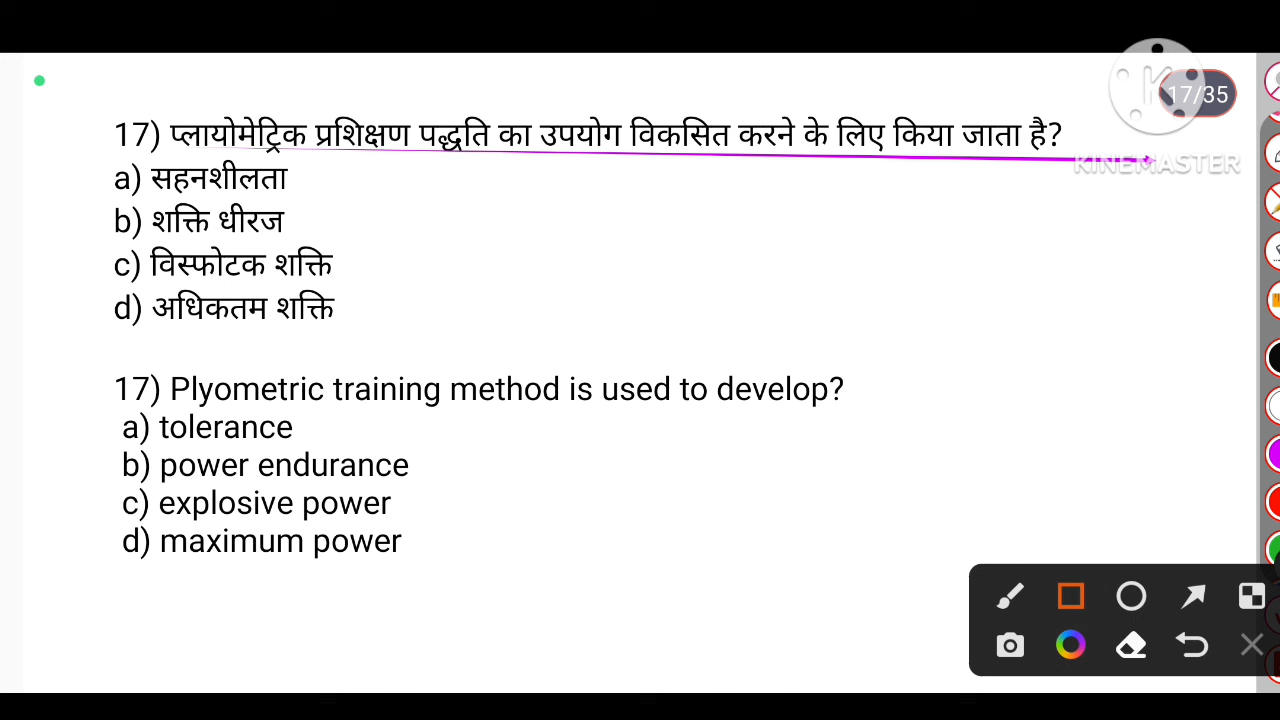 17/35
KINEMASTER
17) प्लायोमेट्रिक प्रशिक्षण पद्धति का उपयोग विकसित करने के लिए किया जाता है?
a) सहनशीलता
b) शक्ति धीरज
c) विस्फोटक शक्ति
d) अधिकतम शक्ति
17) Plyometric training method is used to develop?
a) tolerance
b) power endurance
c) explosive power
d) maximum power